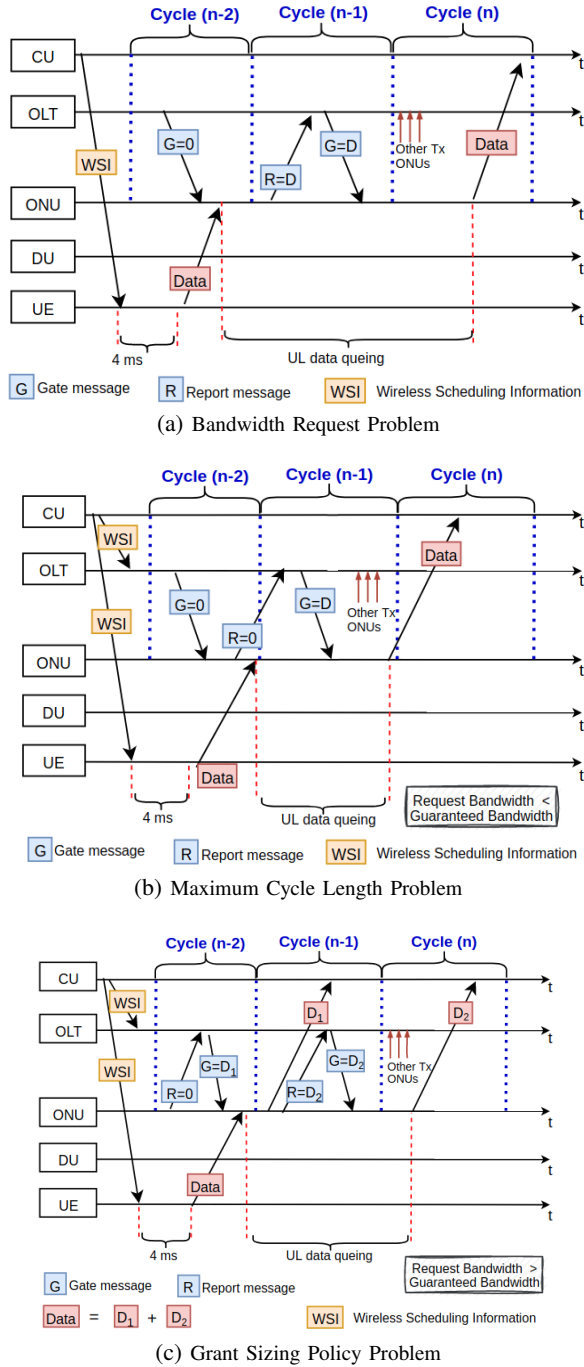 Cycle (n-2)
Cycle (n-1)
Cycle (n)
CU
t
OLT
t
G=0
G=D
Other Tx
ONUs
Data
WSI
R=D
ONU
t
DU
t
Data
UE
t
4 ms
UL data queing
G Gate message
R Report message
WSI Wireless Scheduling Information
(a) Bandwidth Request Problem
Cycle (n-2)
Cycle (n-1)
Cycle (n)
CU
t
WSI
Data
OLT
t
G=0
G=D
Other Tx
ONUs
WSI
R=0
ONU
t
DU
t
UE
t
Data
4 ms
UL data queing
Request Bandwidth <
Guaranteed Bandwidth
G Gate message
R Report message
WSI Wireless Scheduling Information
(b) Maximum Cycle Length Problem
Cycle (n-2)
Cycle (n-1)
Cycle (n)
CU
t
WSI
D1
D2
OLT
t
WSI
G=D1
G=D2
Other Tx
ONUs
R=0
R=D2
ONU
t
DU
t
Data
UE
t
4 ms
UL data queing
Request Bandwidth >
Guaranteed Bandwidth
G Gate message
R Report message
Data = D1 + D2
WSI Wireless Scheduling Information
(c) Grant Sizing Policy Problem